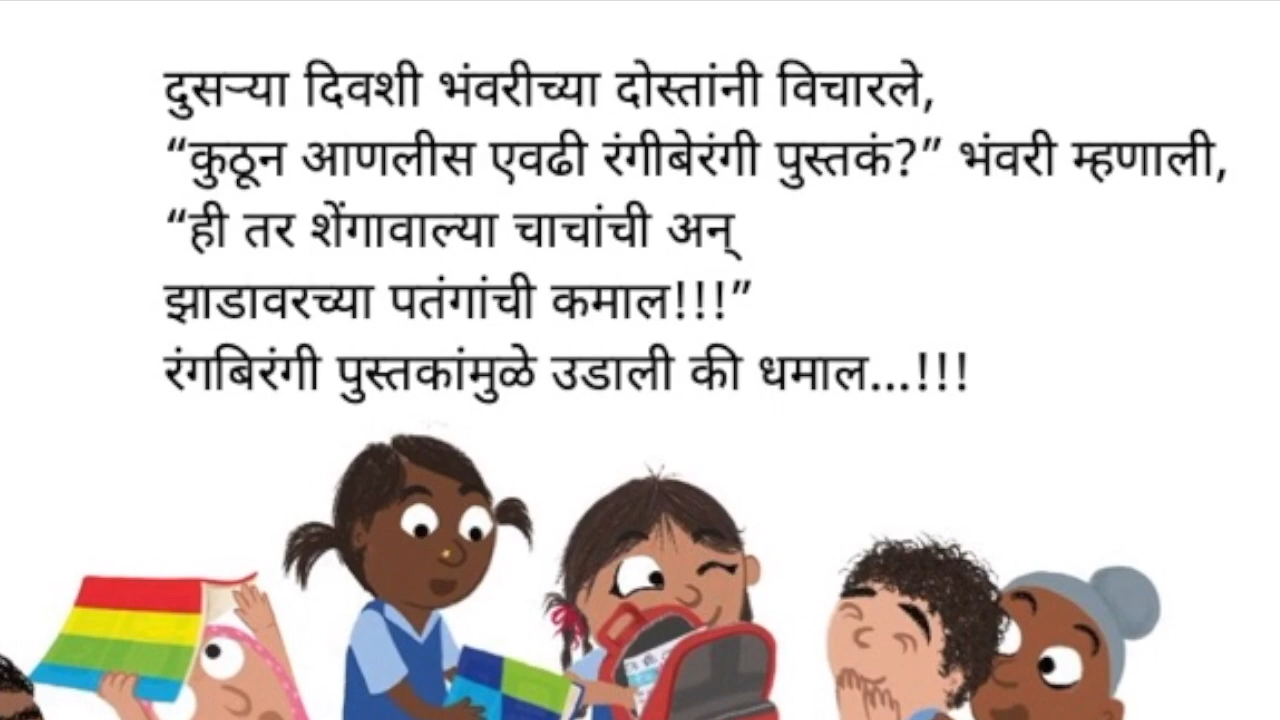 दुसऱ्या दिवशी भंवरीच्या दोस्तांनी विचारले,
“कुठून आणलीस एवढी रंगीबेरंगी पुस्तकं?” भंवरी म्हणाली,
“ही तर शेंगावाल्या चाचांची अन्
झाडावरच्या पतंगांची कमाल!!!”
रंगबिरंगी पुस्तकांमुळे उडाली की धमाल...!!!